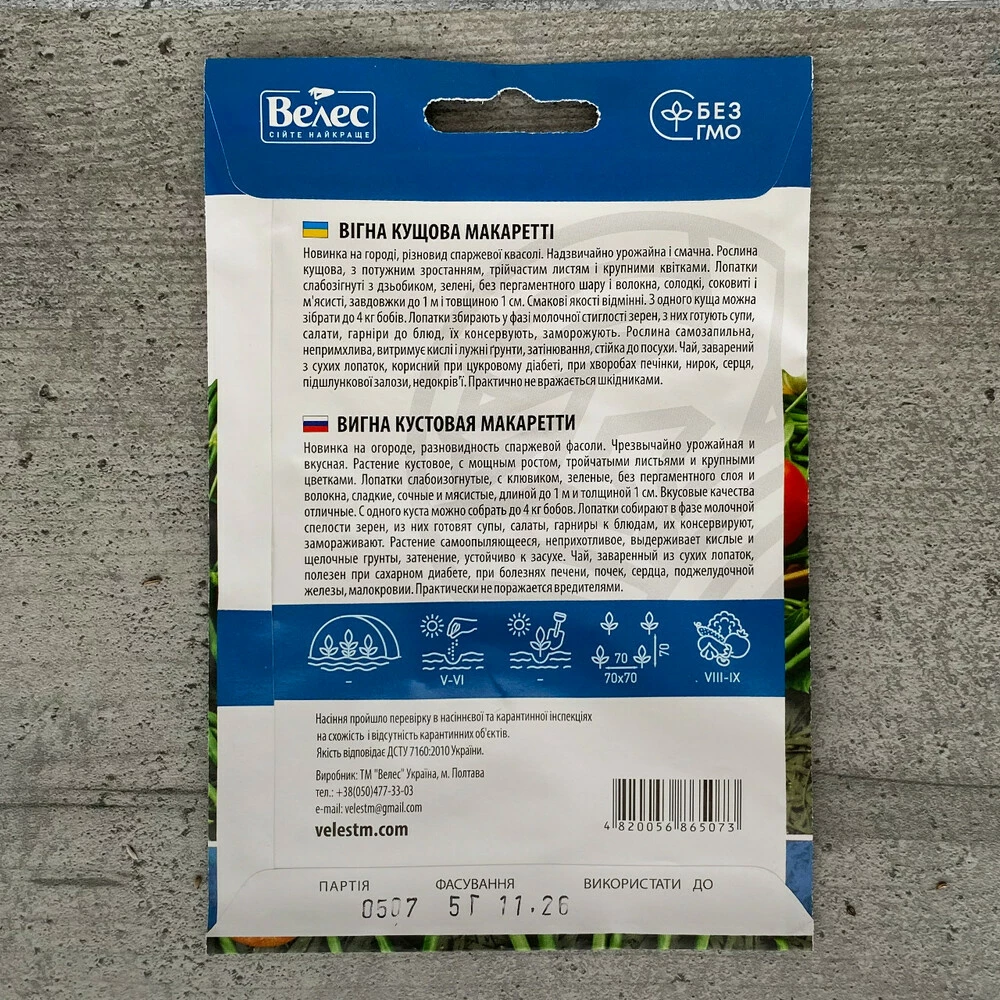 Велес
СІЙТЕ НАЙКРАЩЕ
БЕЗ
ГМО
ВІГНА КУЩОВА МАКАРЕТТІ
Новинка на городі, різновид спаржевої квасолі. Надзвичайно урожайна і смачна. Рослина
кущова, з потужним зростанням, трійчастим листям і крупними квітками. Лопатки
слабозігнуті з дзьобиком, зелені, без пергаментного шару і волокна, солодкі, соковиті і
м'ясисті, завдовжки до 1 м і товщиною 1 см. Смакові якості відмінні. З одного куща можна
зібрати до 4 кг бобів. Лопатки збирають у фазі молочної стиглості зерен, з них готують супи,
салати, гарніри до блюд, їх консервують, заморожують. Рослина самозапильна,
непримхлива, витримує кислі і лужні ґрунти, затінювання, стійка до посухи. Чай, заварений
з сухих лопаток, корисний при цукровому діабеті, при хворобах печінки, нирок, серця,
підшлункової залози, недокрів'ї. Практично не вражається шкідниками.
ВИГНА КУСТОВАЯ МАКАРЕТТИ
Новинка на огороде, разновидность спаржевой фасоли. Чрезвычайно урожайная и
вкусная. Растение кустовое, с мощным ростом, тройчатыми листьями и крупными
цветками. Лопатки слабоизогнутые, с клювиком, зеленые, без пергаментного слоя и
волокна, сладкие, сочные и мясистые, длиной до 1 м и толщиной 1 см. Вкусовые качества
отличные. С одного куста можно собрать до 4 кг бобов. Лопатки собирают в фазе молочной
спелости зерен, из них готовят супы, салаты, гарниры к блюдам, их консервируют,
замораживают. Растение самоопыляющееся, неприхотливое, выдерживает кислые и
щелочные грунты, затенение, устойчиво к засухе. Чай, заваренный из сухих лопаток,
полезен при сахарном диабете, при болезнях печени, почек, сердца, поджелудочной
железы, малокровии. Практически не поражается вредителями.
70
70
– V-VI – 70x70 VIII-IX
Насіння пройшло перевірку в насіннєвої та карантинної інспекціях
на схожість і відсутність карантинних об'єктів.
Якість відповідає ДСТУ 7160:2010 України.
Виробник: ТМ "Велес" Україна, м. Полтава
тел.: +38(050)477-33-03
e-mail: velestm@gmail.com
velestm.com
4 820056 865073
ПАРТІЯ ФАСУВАННЯ ВИКОРИСТАТИ ДО
0507 5Г 11.26